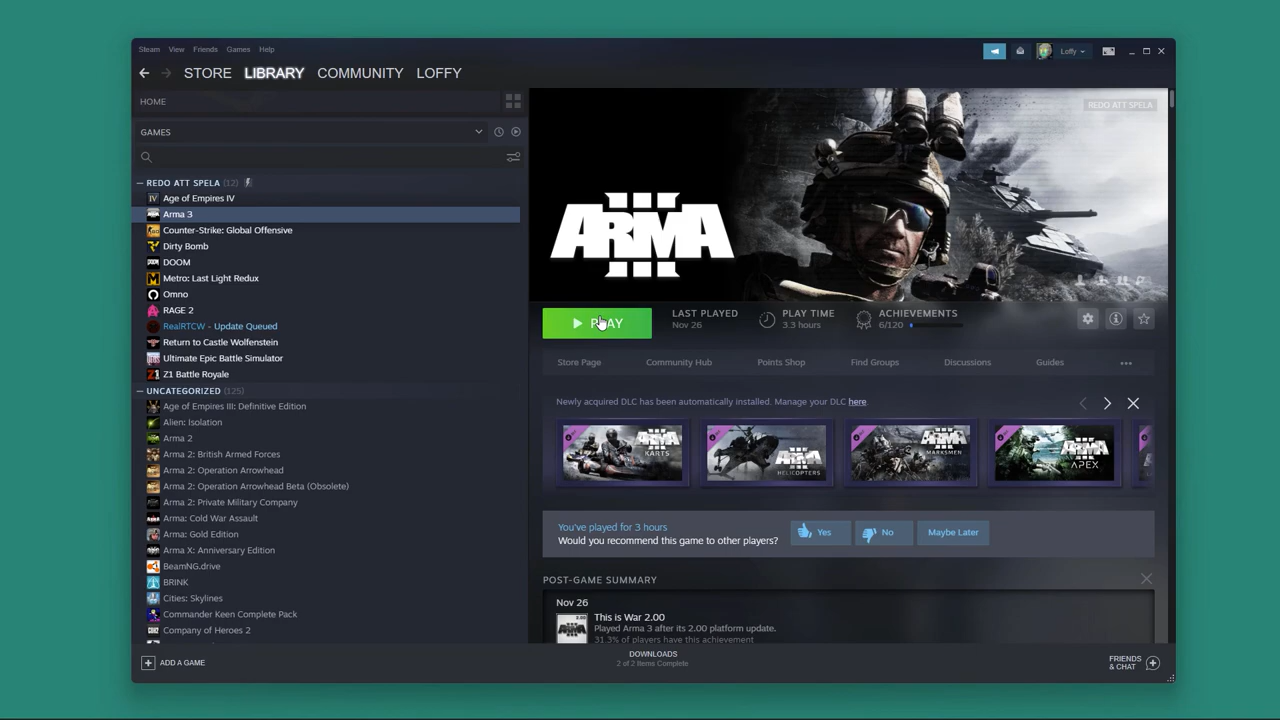 Steam View Friends Games Help
Loffy
STORE LIBRARY COMMUNITY LOFFY
HOME
GAMES
REDO ATT SPELA (12)
Age of Empires IV
Arma 3
Counter-Strike: Global Offensive
Dirty Bomb
DOOM
Metro: Last Light Redux
Omno
RAGE 2
RealRTCW - Update Queued
Return to Castle Wolfenstein
Ultimate Epic Battle Simulator
Z1 Battle Royale
UNCATEGORIZED (125)
Age of Empires III: Definitive Edition
Alien: Isolation
Arma 2
Arma 2: British Armed Forces
Arma 2: Operation Arrowhead
Arma 2: Operation Arrowhead Beta (Obsolete)
Arma 2: Private Military Company
Arma: Cold War Assault
Arma: Gold Edition
Arma X: Anniversary Edition
BeamNG.drive
BRINK
Cities: Skylines
Commander Keen Complete Pack
Company of Heroes 2
ADD A GAME
REDO ATT SPELA
ARMA III
PLAY
LAST PLAYED
Nov 26
PLAY TIME
3.3 hours
ACHIEVEMENTS
6/120
Store Page Community Hub Points Shop Find Groups Discussions Guides
Newly acquired DLC has been automatically installed. Manage your DLC here.
ARMA III KARTS
ARMA III HELICOPTERS
ARMA III MARKSMEN
ARMA III APEX
You've played for 3 hours
Would you recommend this game to other players?
Yes No Maybe Later
POST-GAME SUMMARY
Nov 26
This is War 2.00
Played Arma 3 after its 2.00 platform update.
31.3% of players have this achievement
DOWNLOADS
2 of 2 Items Complete
FRIENDS
& CHAT